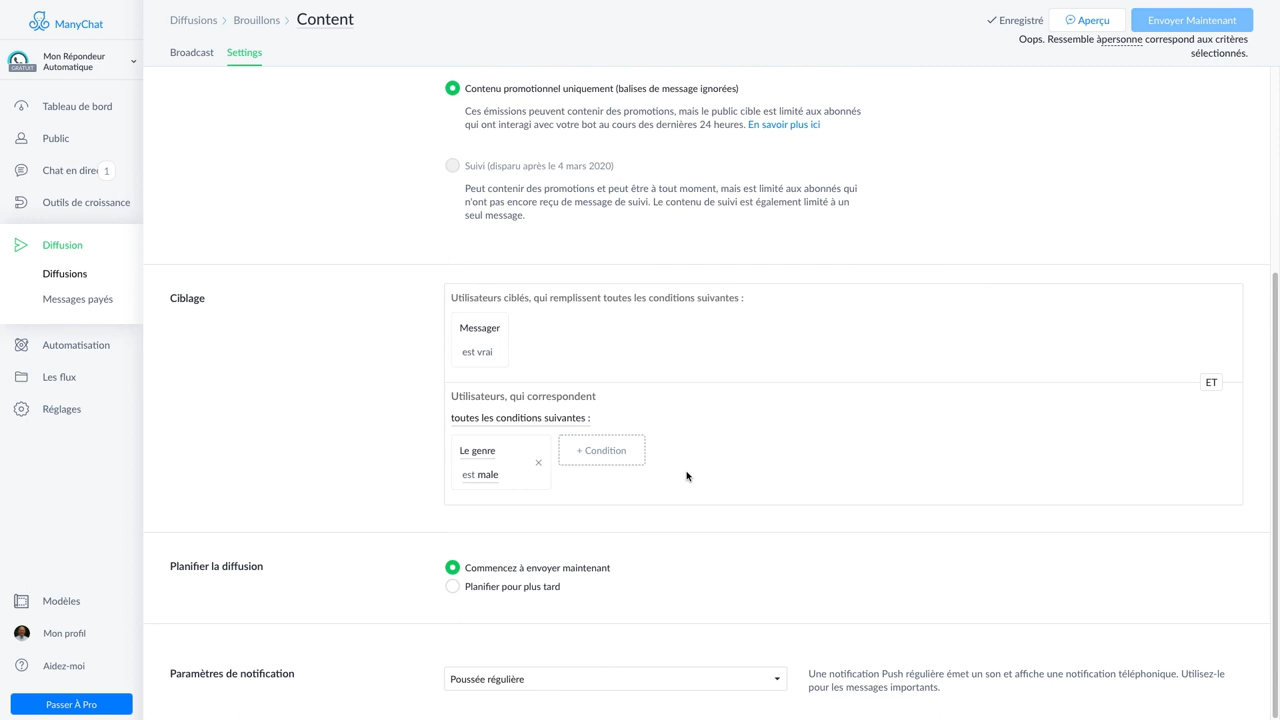 ManyChat
Mon Répondeur
Automatique
GRATUIT
Tableau de bord
Public
Chat en direc 1
Outils de croissance
Diffusion
Diffusions
Messages payés
Automatisation
Les flux
Réglages
Modèles
Mon profil
Aidez-moi
Passer À Pro
Diffusions > Brouillons > Content
Enregistré
Aperçu
Envoyer Maintenant
Oops. Ressemble àpersonne correspond aux critères
sélectionnés.
Broadcast Settings
Contenu promotionnel uniquement (balises de message ignorées)
Ces émissions peuvent contenir des promotions, mais le public cible est limité aux abonnés
qui ont interagi avec votre bot au cours des dernières 24 heures. En savoir plus ici
Suivi (disparu après le 4 mars 2020)
Peut contenir des promotions et peut être à tout moment, mais est limité aux abonnés qui
n'ont pas encore reçu de message de suivi. Le contenu de suivi est également limité à un
seul message.
Ciblage
Utilisateurs ciblés, qui remplissent toutes les conditions suivantes :
Messager
est vrai
ET
Utilisateurs, qui correspondent
toutes les conditions suivantes :
Le genre
est male
+ Condition
Planifier la diffusion
Commencez à envoyer maintenant
Planifier pour plus tard
Paramètres de notification
Poussée régulière
Une notification Push régulière émet un son et affiche une notification téléphonique. Utilisez-le
pour les messages importants.